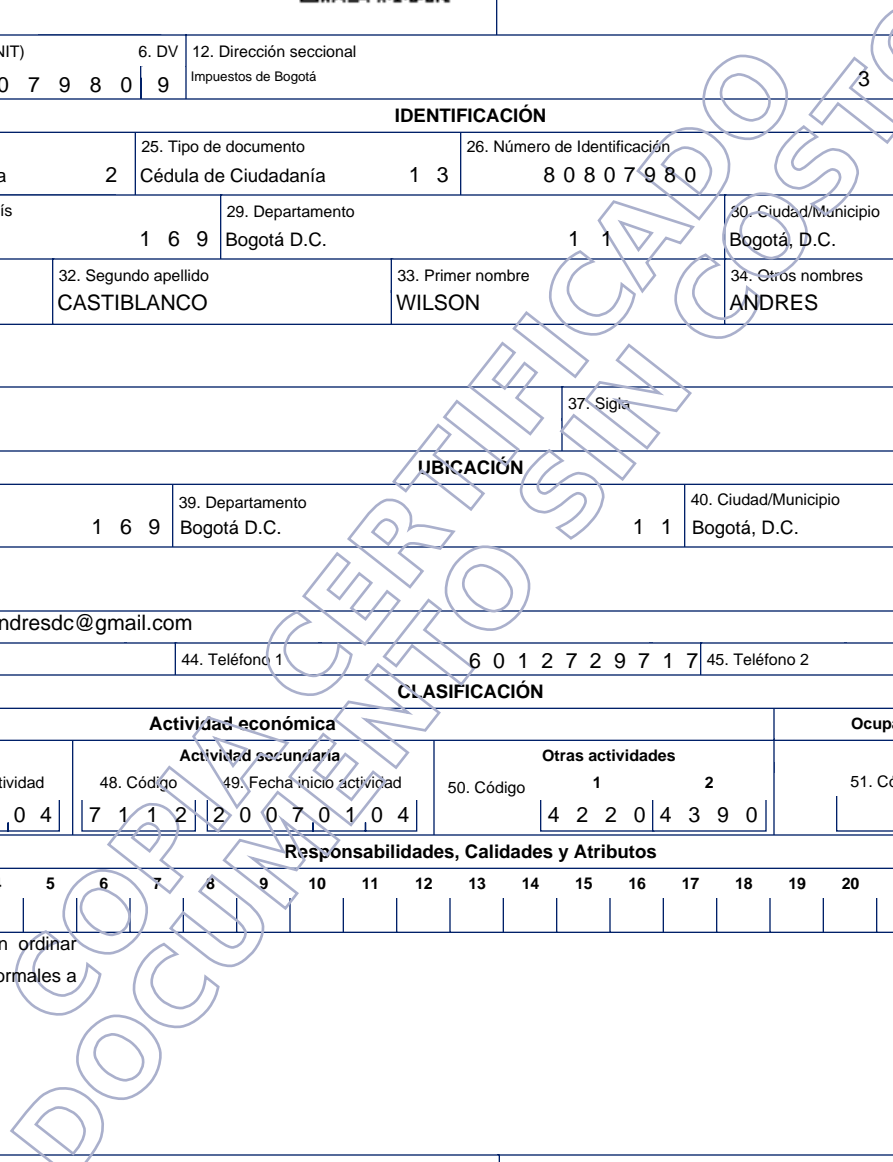 NIT) 6. DV 12. Dirección seccional
0 7 9 8 0 9 Impuestos de Bogotá 3
IDENTIFICACIÓN
25. Tipo de documento 26. Número de Identificación
a 2 Cédula de Ciudadanía 1 3 8 0 8 0 7 9 8 0
ís 29. Departamento 30. Ciudad/Municipio
1 6 9 Bogotá D.C. 1 1 Bogotá, D.C.
32. Segundo apellido 33. Primer nombre 34. Otros nombres
CASTIBLANCO WILSON ANDRES
37. Sigla
UBICACIÓN
39. Departamento 40. Ciudad/Municipio
1 6 9 Bogotá D.C. 1 1 Bogotá, D.C.
ndresdc@gmail.com
44. Teléfono 1 6 0 1 2 7 2 9 7 1 7 45. Teléfono 2
CLASIFICACIÓN
Actividad económica Ocupa
Actividad secundaria Otras actividades
tividad 48. Código 49. Fecha inicio actividad 50. Código 1 2 51. Có
0 4 7 1 1 2 2 0 0 7 0 1 0 4 4 2 2 0 4 3 9 0
Responsabilidades, Calidades y Atributos
5 6 7 8 9 10 11 12 13 14 15 16 17 18 19 20
n ordinar
ormales a
COPIA CERTIFICADO
DOCUMENTO SIN COSTO